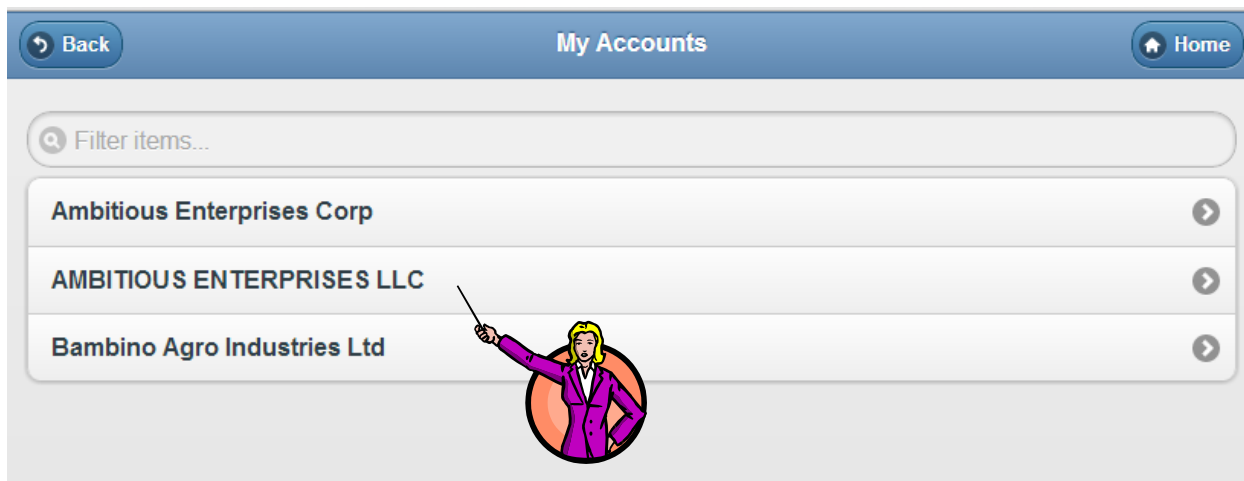 Back
My Accounts
Home
Filter items...
Ambitious Enterprises Corp
AMBITIOUS ENTERPRISES LLC
Bambino Agro Industries Ltd